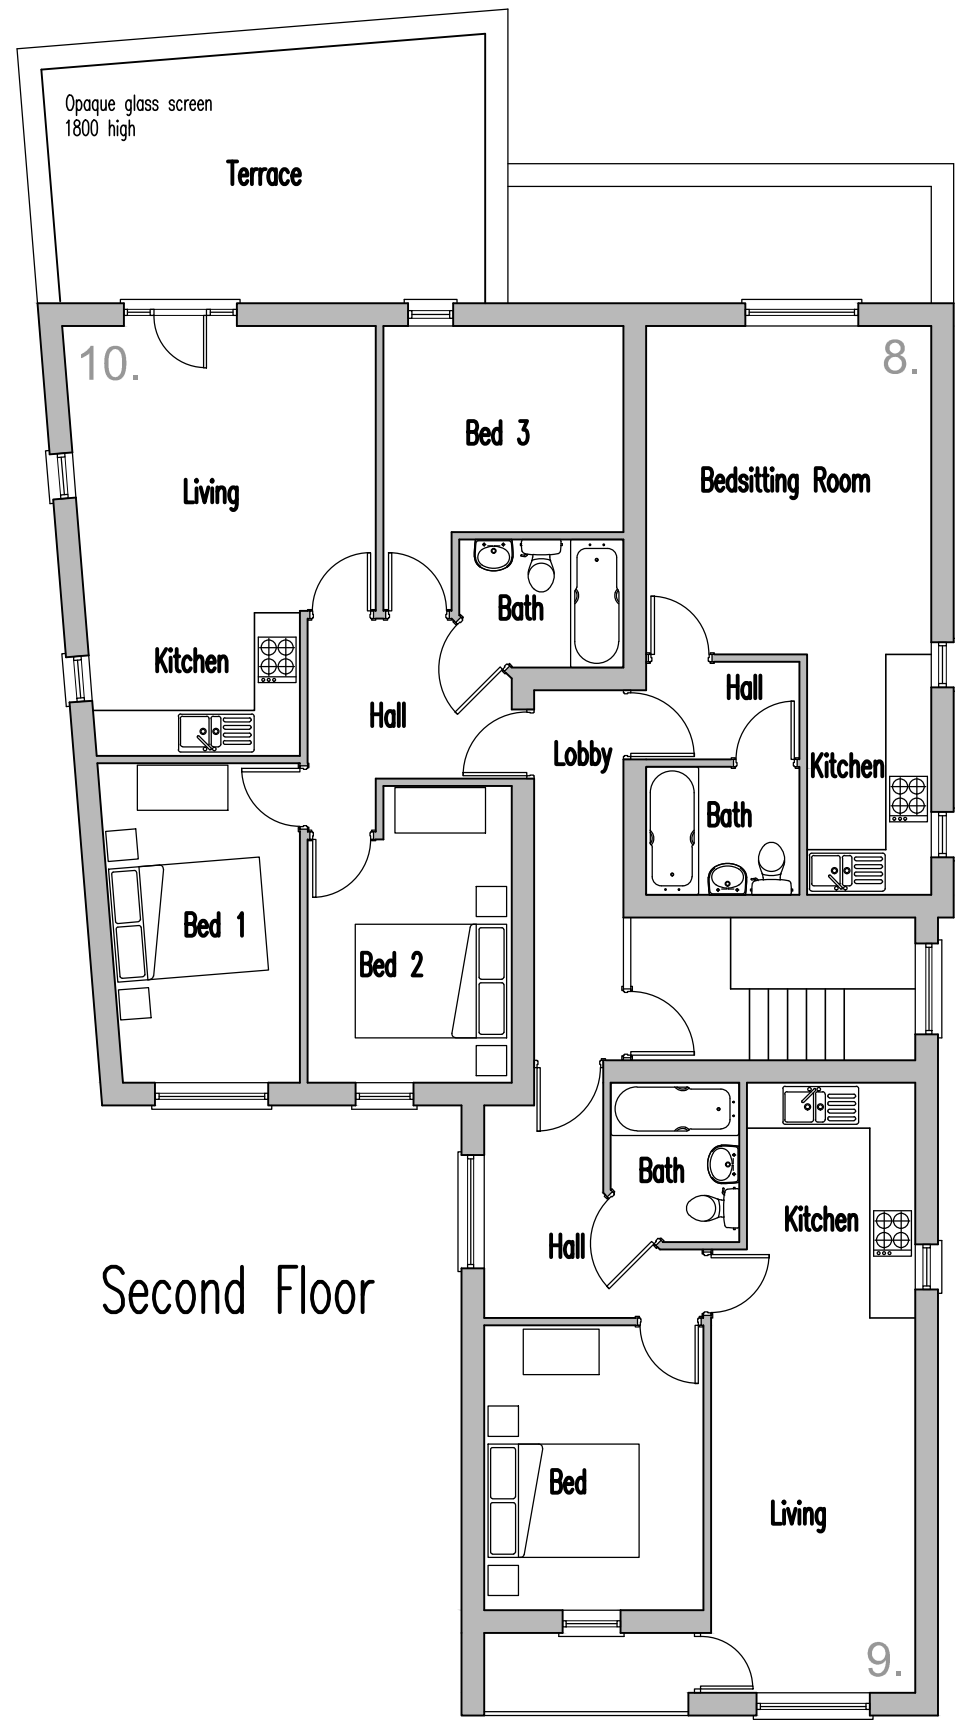 Opaque glass screen
1800 high
Terrace
10.
8.
Bed 3
Living
Bedsitting Room
Bath
Kitchen
Hall
Hall
Lobby
Kitchen
Bath
Bed 1
Bed 2
Bath
Kitchen
Hall
Second Floor
Bed
Living
9.